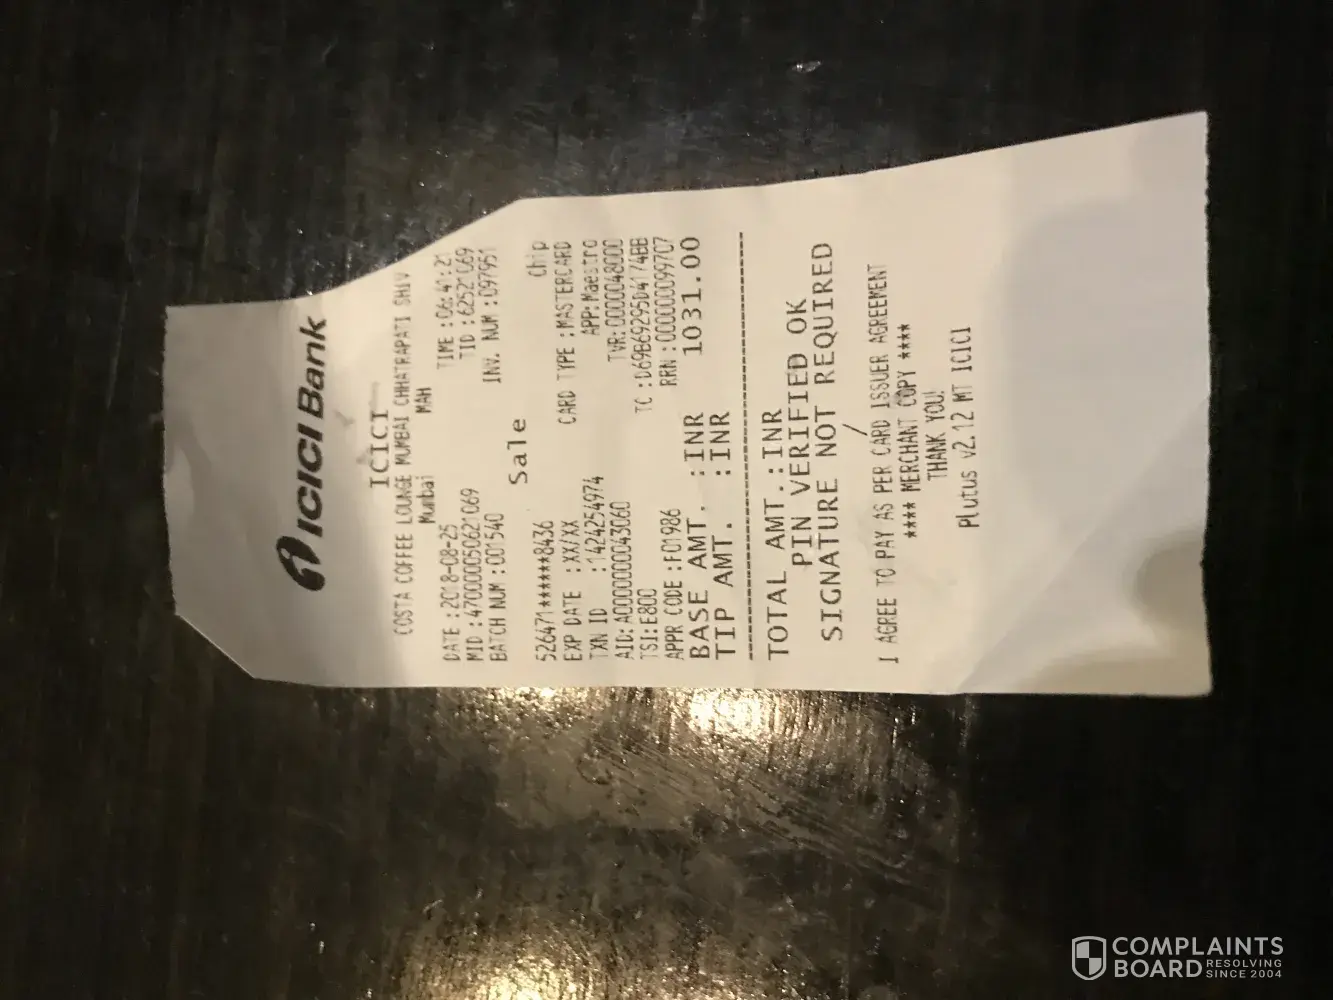 ICICI Bank
ICICI
COSTA COFFEE LOUNGE MUMBAI CHHATRAPATI SHIV
Mumbai MAH
DATE :2018-08-25 TIME :06:41:21
MID :470000050621069 TID :62521069
BATCH NUM :001540 INV. NUM :097951
Sale
526471******8436 Chip
EXP DATE :XX/XX CARD TYPE :MASTERCARD
TXN ID :1424254974 APP:Maestro
AID:A0000000043060 TVR:0000048000
TSI:E800 TC :D69B69295D4174BB
APPR CODE :F01986 RRN :000000099707
BASE AMT. :INR 1031.00
TIP AMT. :INR
TOTAL AMT.:INR
PIN VERIFIED OK
SIGNATURE NOT REQUIRED
I AGREE TO PAY AS PER CARD ISSUER AGREEMENT
**** MERCHANT COPY ****
THANK YOU!
Plutus v2.12 MT ICICI
COMPLAINTS
BOARD RESOLVING
SINCE 2004